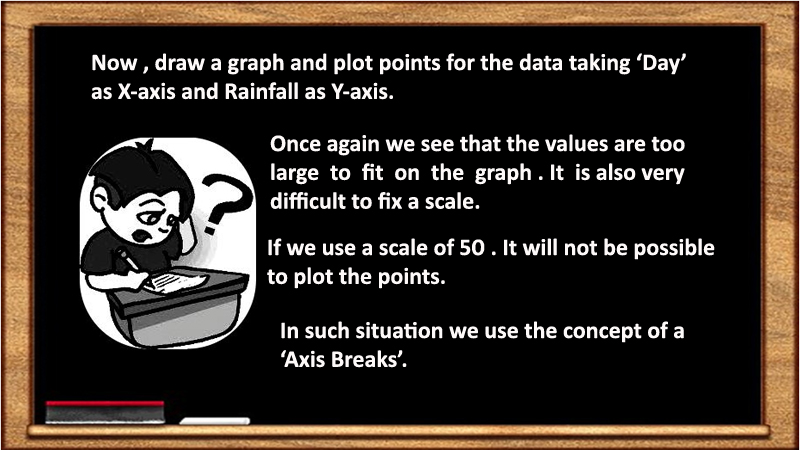 Now , draw a graph and plot points for the data taking ‘Day’
as X-axis and Rainfall as Y-axis.
Once again we see that the values are too
large to fit on the graph . It is also very
difficult to fix a scale.
If we use a scale of 50 . It will not be possible
to plot the points.
In such situation we use the concept of a
‘Axis Breaks’.
?